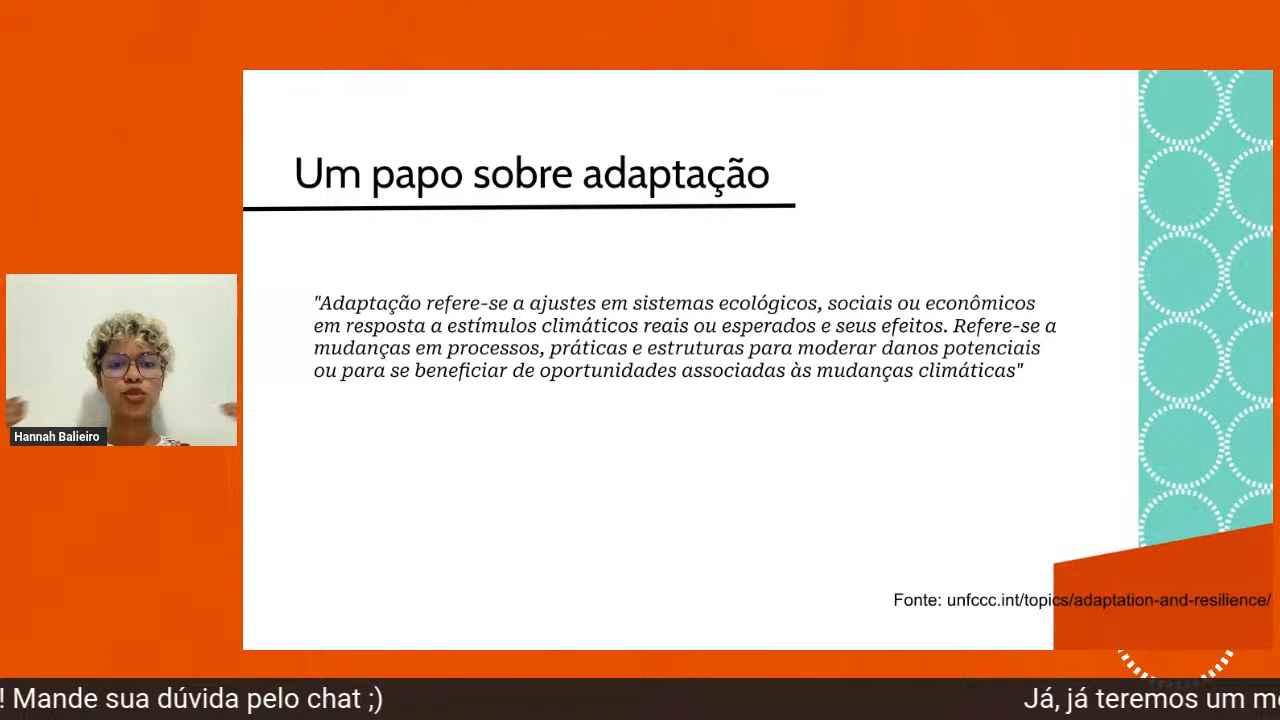 Um papo sobre adaptação
"Adaptação refere-se a ajustes em sistemas ecológicos, sociais ou econômicos
em resposta a estímulos climáticos reais ou esperados e seus efeitos. Refere-se a
mudanças em processos, práticas e estruturas para moderar danos potenciais
ou para se beneficiar de oportunidades associadas às mudanças climáticas"
Hannah Balieiro
Fonte: unfccc.int/topics/adaptation-and-resilience/
! Mande sua dúvida pelo chat ;)
Já, já teremos um